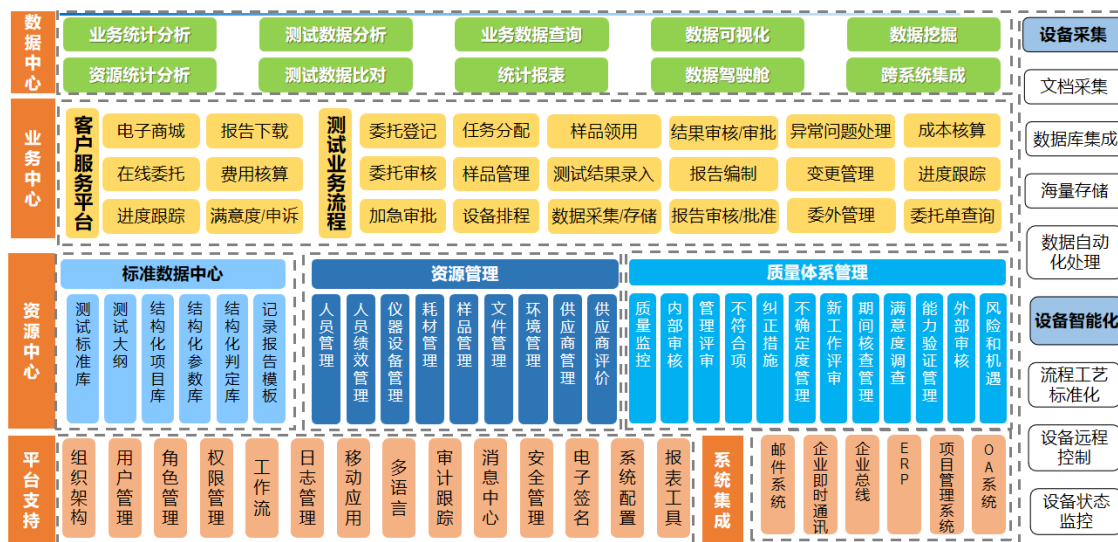 数据中心
业务统计分析
测试数据分析
业务数据查询
数据可视化
数据挖掘
资源统计分析
测试数据比对
统计报表
数据驾驶舱
跨系统集成
业务中心
客户服务平台
电子商城
报告下载
在线委托
费用核算
进度跟踪
满意度/申诉
测试业务流程
委托登记
任务分配
样品领用
结果审核/审批
异常问题处理
成本核算
委托审核
样品管理
测试结果录入
报告编制
变更管理
进度跟踪
加急审批
设备排程
数据采集/存储
报告审核/批准
委外管理
委托单查询
资源中心
标准数据中心
测试标准库
测试大纲
结构化项目库
结构化参数库
结构化判定库
记录报告模板
资源管理
人员管理
人员绩效管理
仪器设备管理
耗材管理
样品管理
文件管理
环境管理
供应商管理
供应商评价
质量体系管理
质量监控
内部审核
管理评审
不符合项
纠正措施
不确定度管理
新工作评审
期间核查管理
满意度调查
能力验证管理
外部审核
风险和机遇
平台支持
组织架构
用户管理
角色管理
权限管理
工作流
日志管理
移动应用
多语言
审计跟踪
消息中心
安全管理
电子签名
系统配置
报表工具
系统集成
邮件系统
企业即时通讯
企业总线
ERP
项目管理系统
OA系统
设备采集
文档采集
数据库集成
海量存储
数据自动
化处理
设备智能化
流程工艺
标准化
设备远程
控制
设备状态
监控